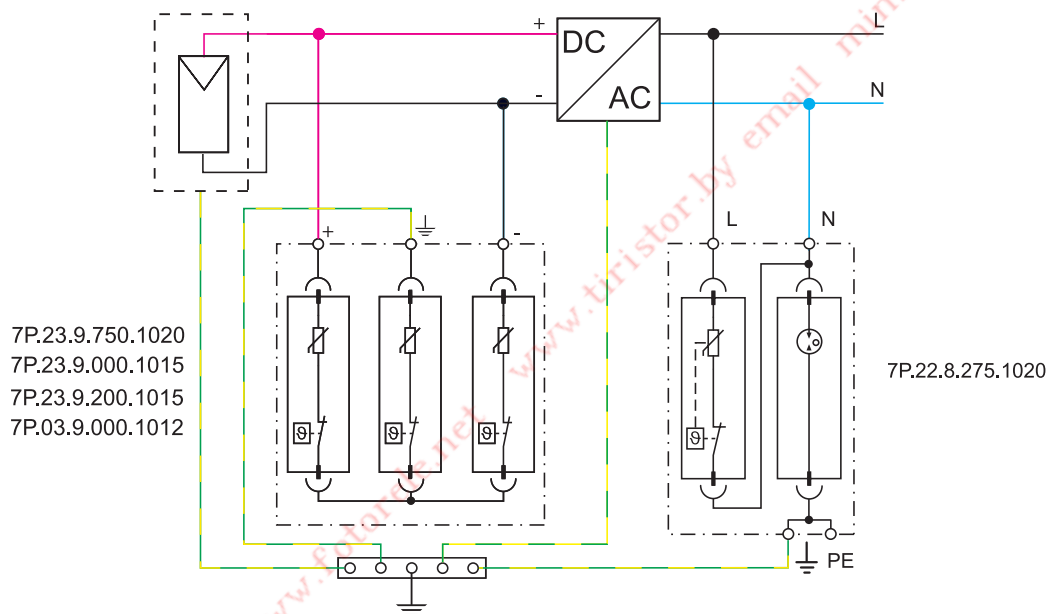 +
DC
L
-
AC
N
+
-
L
N
7P.23.9.750.1020
7P.23.9.000.1015
7P.23.9.200.1015
7P.03.9.000.1012
7P.22.8.275.1020
ϑ
ϑ
ϑ
ϑ
PE
www.fotorele.net
www.tiristor.by email